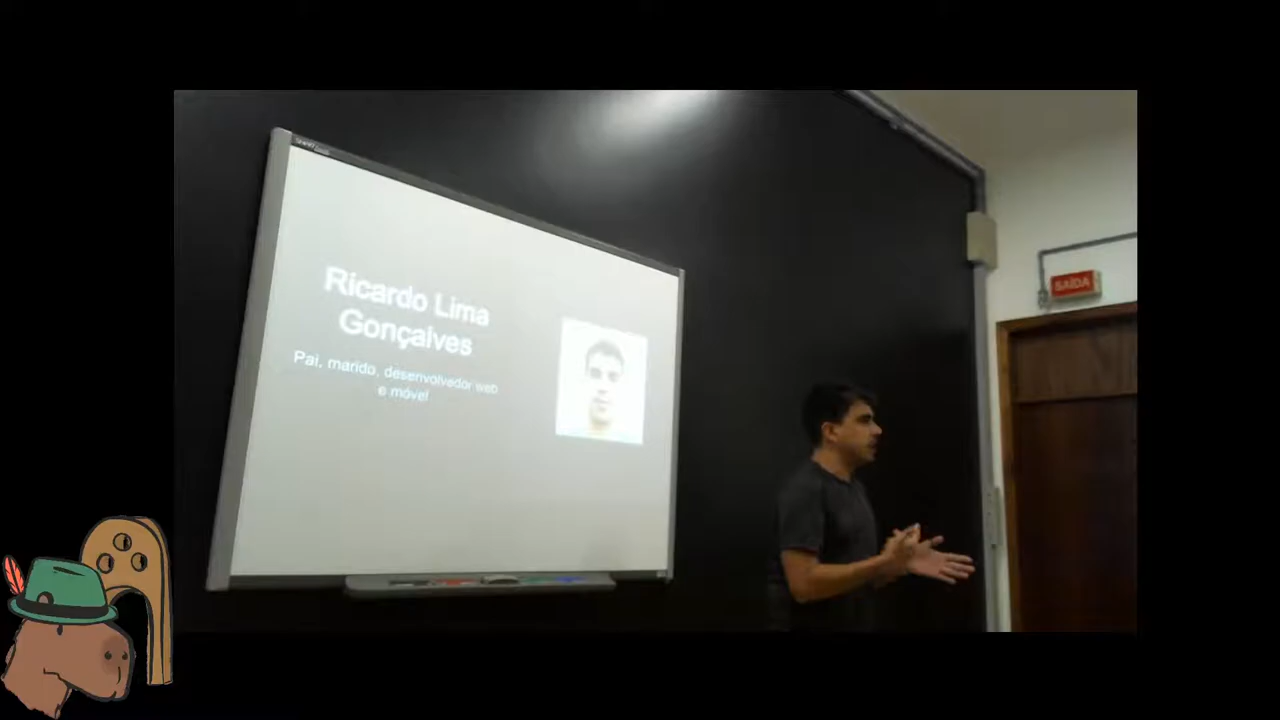 Ricardo Lima
Gonçalves
Pai, marido, desenvolvedor web
e móvel
SAÍDA